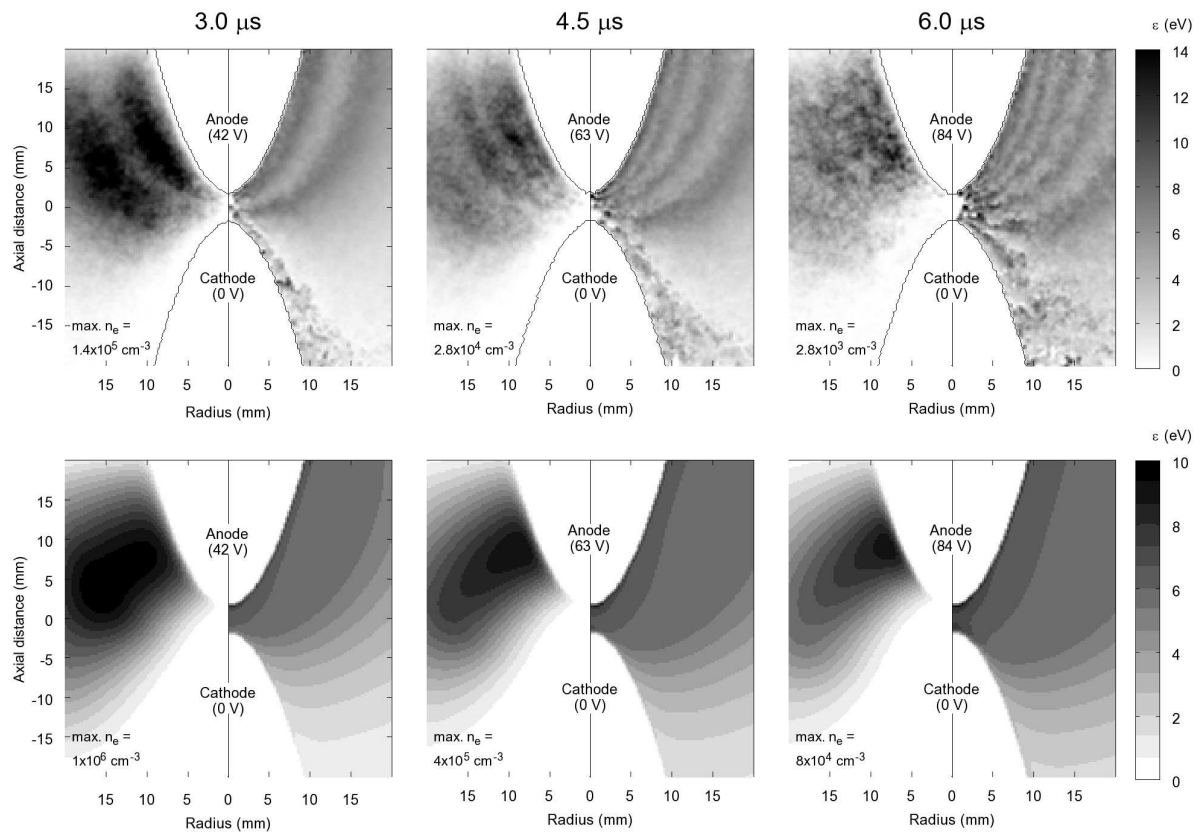 3.0 μs
4.5 μs
6.0 μs
ε (eV)
Axial distance (mm)
15
10
5
0
-5
-10
-15
Anode
(42 V)
Cathode
(0 V)
max. nₑ =
1.4x10⁵ cm⁻³
15 10 5 0 5 10 15
Radius (mm)
Anode
(63 V)
Cathode
(0 V)
max. nₑ =
2.8x10⁴ cm⁻³
15 10 5 0 5 10 15
Radius (mm)
Anode
(84 V)
Cathode
(0 V)
max. nₑ =
2.8x10³ cm⁻³
15 10 5 0 5 10 15
Radius (mm)
14
12
10
8
6
4
2
0
ε (eV)
Axial distance (mm)
15
10
5
0
-5
-10
-15
Anode
(42 V)
Cathode
(0 V)
max. nₑ =
1x10⁶ cm⁻³
15 10 5 0 5 10 15
Radius (mm)
Anode
(63 V)
Cathode
(0 V)
max. nₑ =
4x10⁵ cm⁻³
15 10 5 0 5 10 15
Radius (mm)
Anode
(84 V)
Cathode
(0 V)
max. nₑ =
8x10⁴ cm⁻³
15 10 5 0 5 10 15
Radius (mm)
10
8
6
4
2
0